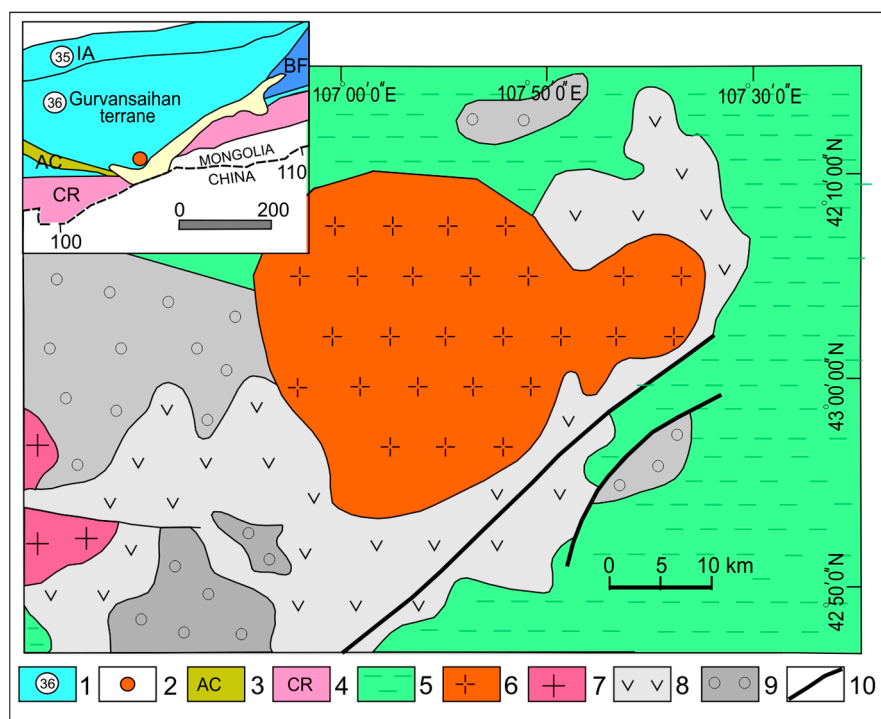 35 IA
BF
36 Gurvansaihan
terrane
AC
MONGOLIA
CHINA
110
CR
0 200
100
107°00'0"E
107°50'0"E
107°30'0"E
42°10'00"N
43°00'00"N
42°50'0"N
0 5 10 km
36 1
2
AC 3
CR 4
5
6
7
8
9
10